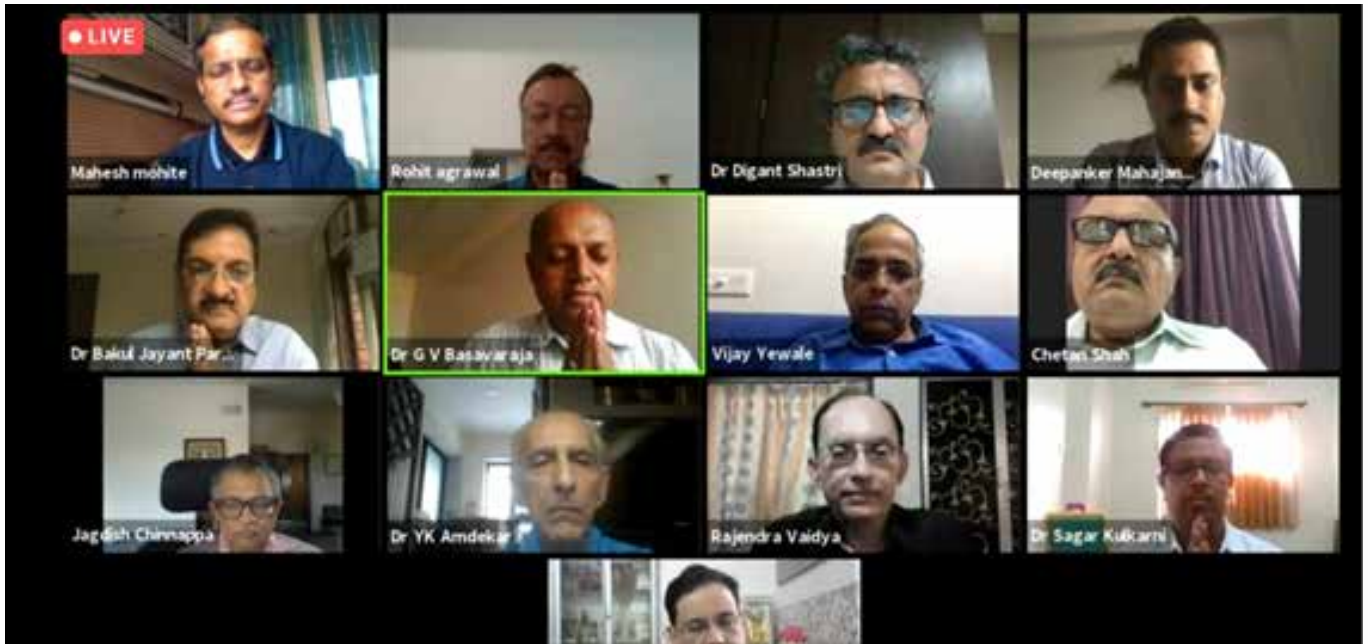 LIVE
Mahesh mohite
Rohit agrawal
Dr Digant Shastri
Deepanker Mahajan...
Dr Bakul Jayant Par...
Dr G V Basavaraja
Vijay Yewale
Chetan Shah
Jagdish Chinnappa
Dr YK Amdekar
Rajendra Vaidya
Dr Sagar Kulkarni